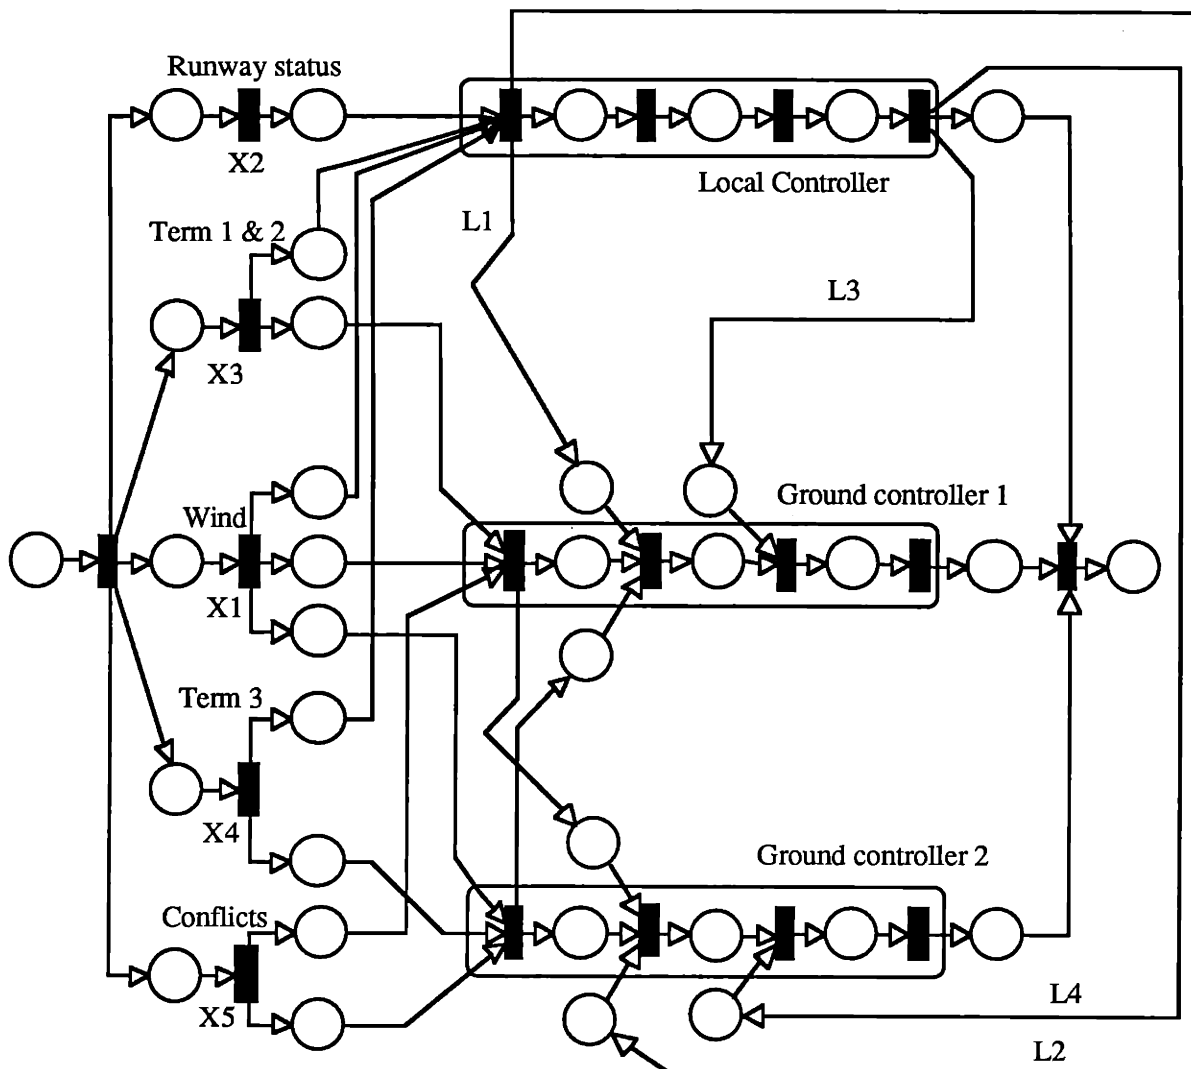 Runway status
X2
Local Controller
Term 1 & 2
L1
L3
X3
Ground controller 1
Wind
X1
Term 3
X4
Ground controller 2
Conflicts
X5
L4
L2